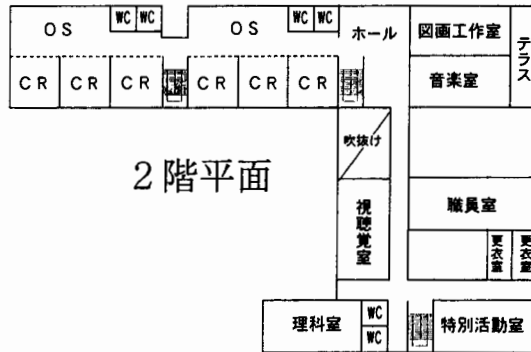 OS
WC WC
OS
WC WC
ホール
図画工作室
テラス
CR CR CR
CR CR CR
音楽室
吹抜け
2階平面
視聴覚室
職員室
更衣室
更衣室
理科室
WC
WC
特別活動室